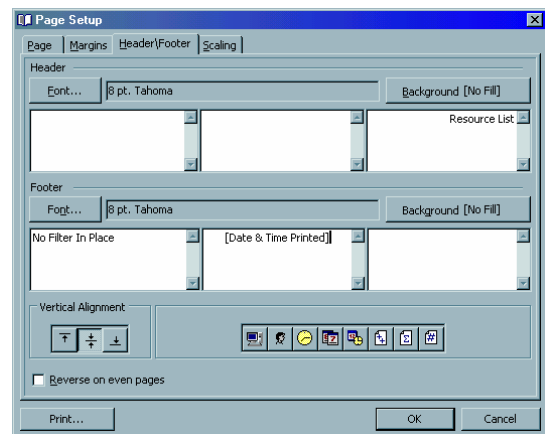 Page Setup
Page Margins Header\Footer Scaling
Header
Font... 8 pt. Tahoma Background [No Fill]
Resource List
Footer
Font... 8 pt. Tahoma Background [No Fill]
No Filter In Place [Date & Time Printed]
Vertical Alignment
Reverse on even pages
Print... OK Cancel